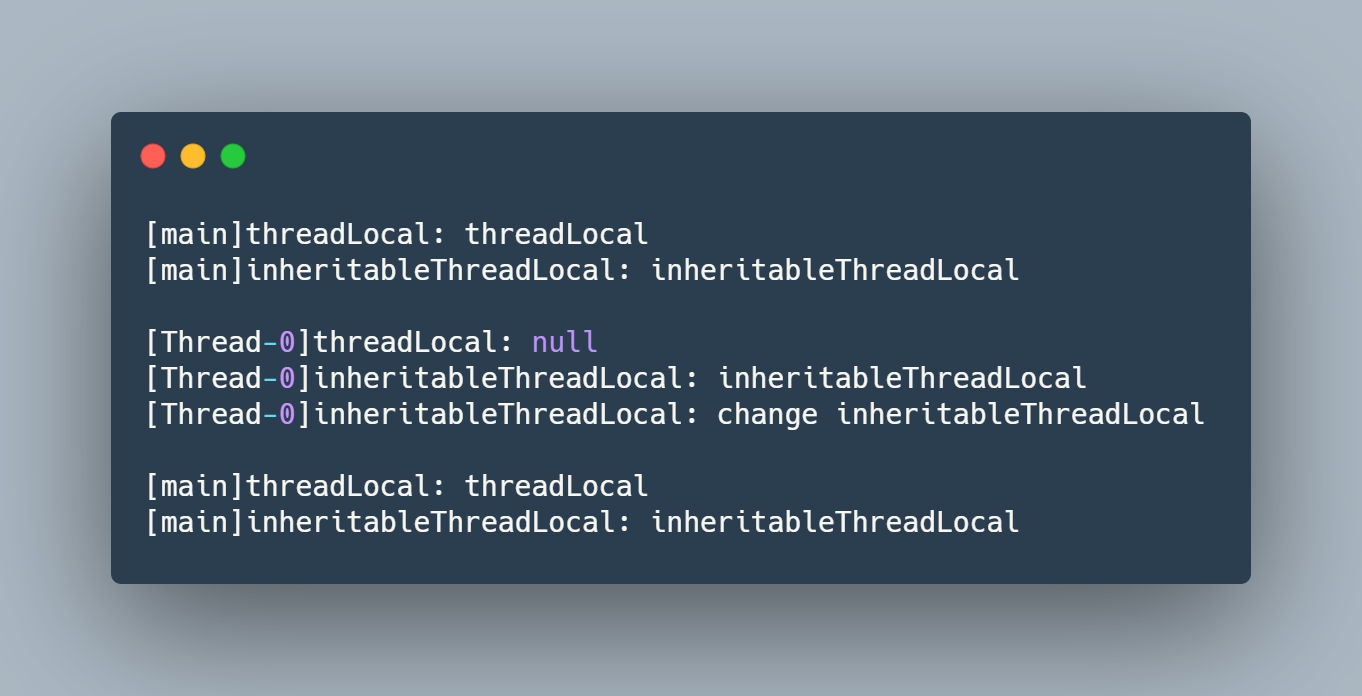 [main]threadLocal: threadLocal
[main]inheritableThreadLocal: inheritableThreadLocal
[Thread-0]threadLocal: null
[Thread-0]inheritableThreadLocal: inheritableThreadLocal
[Thread-0]inheritableThreadLocal: change inheritableThreadLocal
[main]threadLocal: threadLocal
[main]inheritableThreadLocal: inheritableThreadLocal